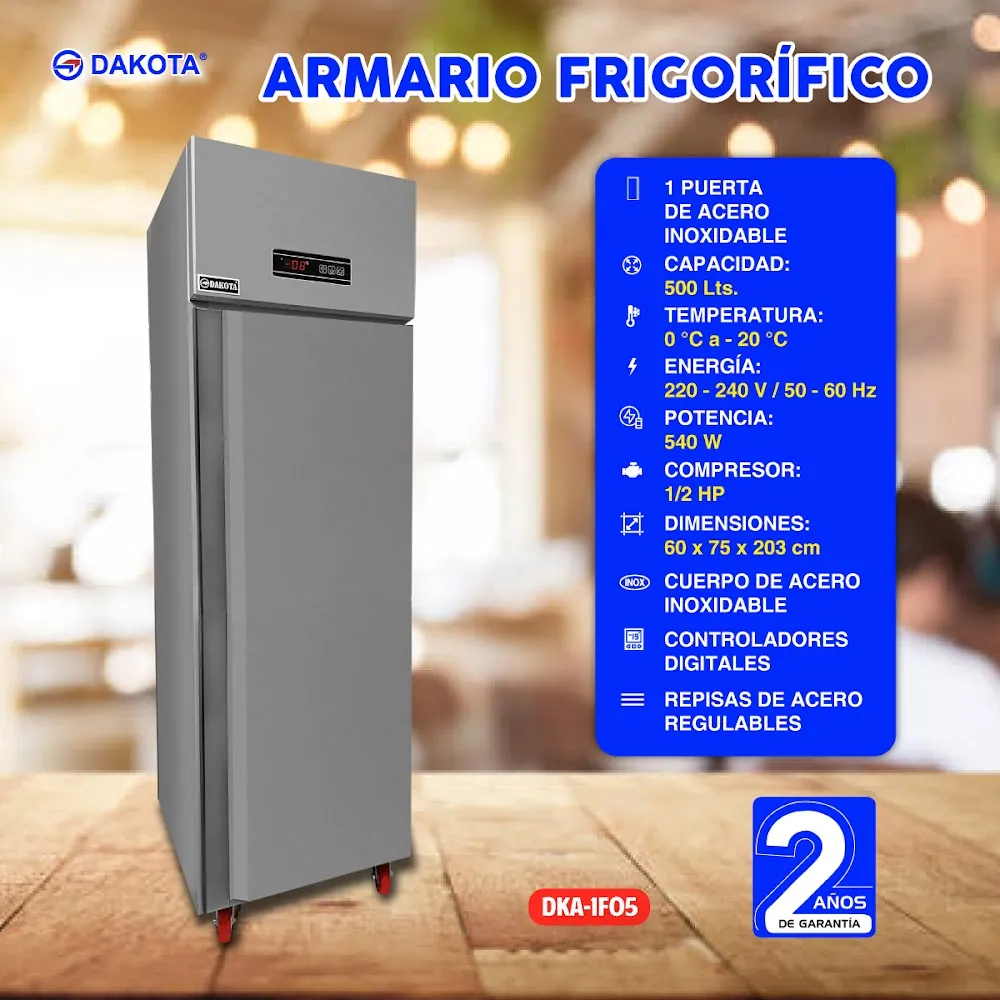 DAKOTA®
ARMARIO FRIGORÍFICO
-08°
DAKOTA
1 PUERTA
DE ACERO
INOXIDABLE
CAPACIDAD:
500 Lts.
TEMPERATURA:
0 °C a - 20 °C
ENERGÍA:
220 - 240 V / 50 - 60 Hz
POTENCIA:
540 W
COMPRESOR:
1/2 HP
DIMENSIONES:
60 x 75 x 203 cm
INOX
CUERPO DE ACERO
INOXIDABLE
CONTROLADORES
DIGITALES
REPISAS DE ACERO
REGULABLES
DKA-1F05
2
AÑOS
DE GARANTÍA